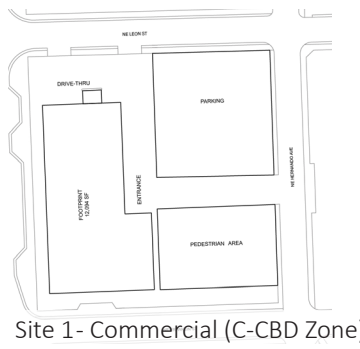 NE LEON ST
DRIVE-THRU
PARKING
NE HERNANDO AVE
ENTRANCE
FOOTPRINT
12,094 SF
PEDESTRIAN AREA
Site 1- Commercial (C-CBD Zone)